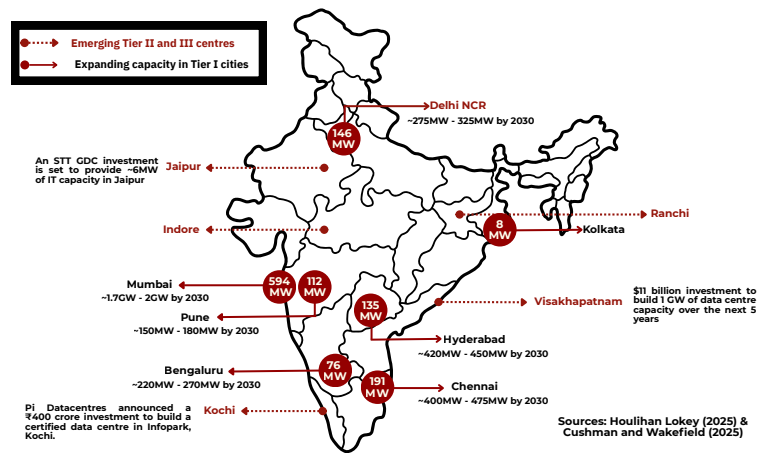 Emerging Tier II and III centres
Expanding capacity in Tier I cities
Delhi NCR
~275MW - 325MW by 2030
146
MW
An STT GDC investment
is set to provide ~6MW
of IT capacity in Jaipur
Jaipur
Ranchi
Indore
8
MW
Kolkata
Mumbai
~1.7GW - 2GW by 2030
594
MW
112
MW
Pune
~150MW - 180MW by 2030
135
MW
Visakhapatnam
$11 billion investment to
build 1 GW of data centre
capacity over the next 5
years
Hyderabad
~420MW - 450MW by 2030
Bengaluru
~220MW - 270MW by 2030
76
MW
191
MW
Chennai
~400MW - 475MW by 2030
Pi Datacentres announced a
₹400 crore investment to build a
certified data centre in Infopark,
Kochi.
Kochi
Sources: Houlihan Lokey (2025) &
Cushman and Wakefield (2025)